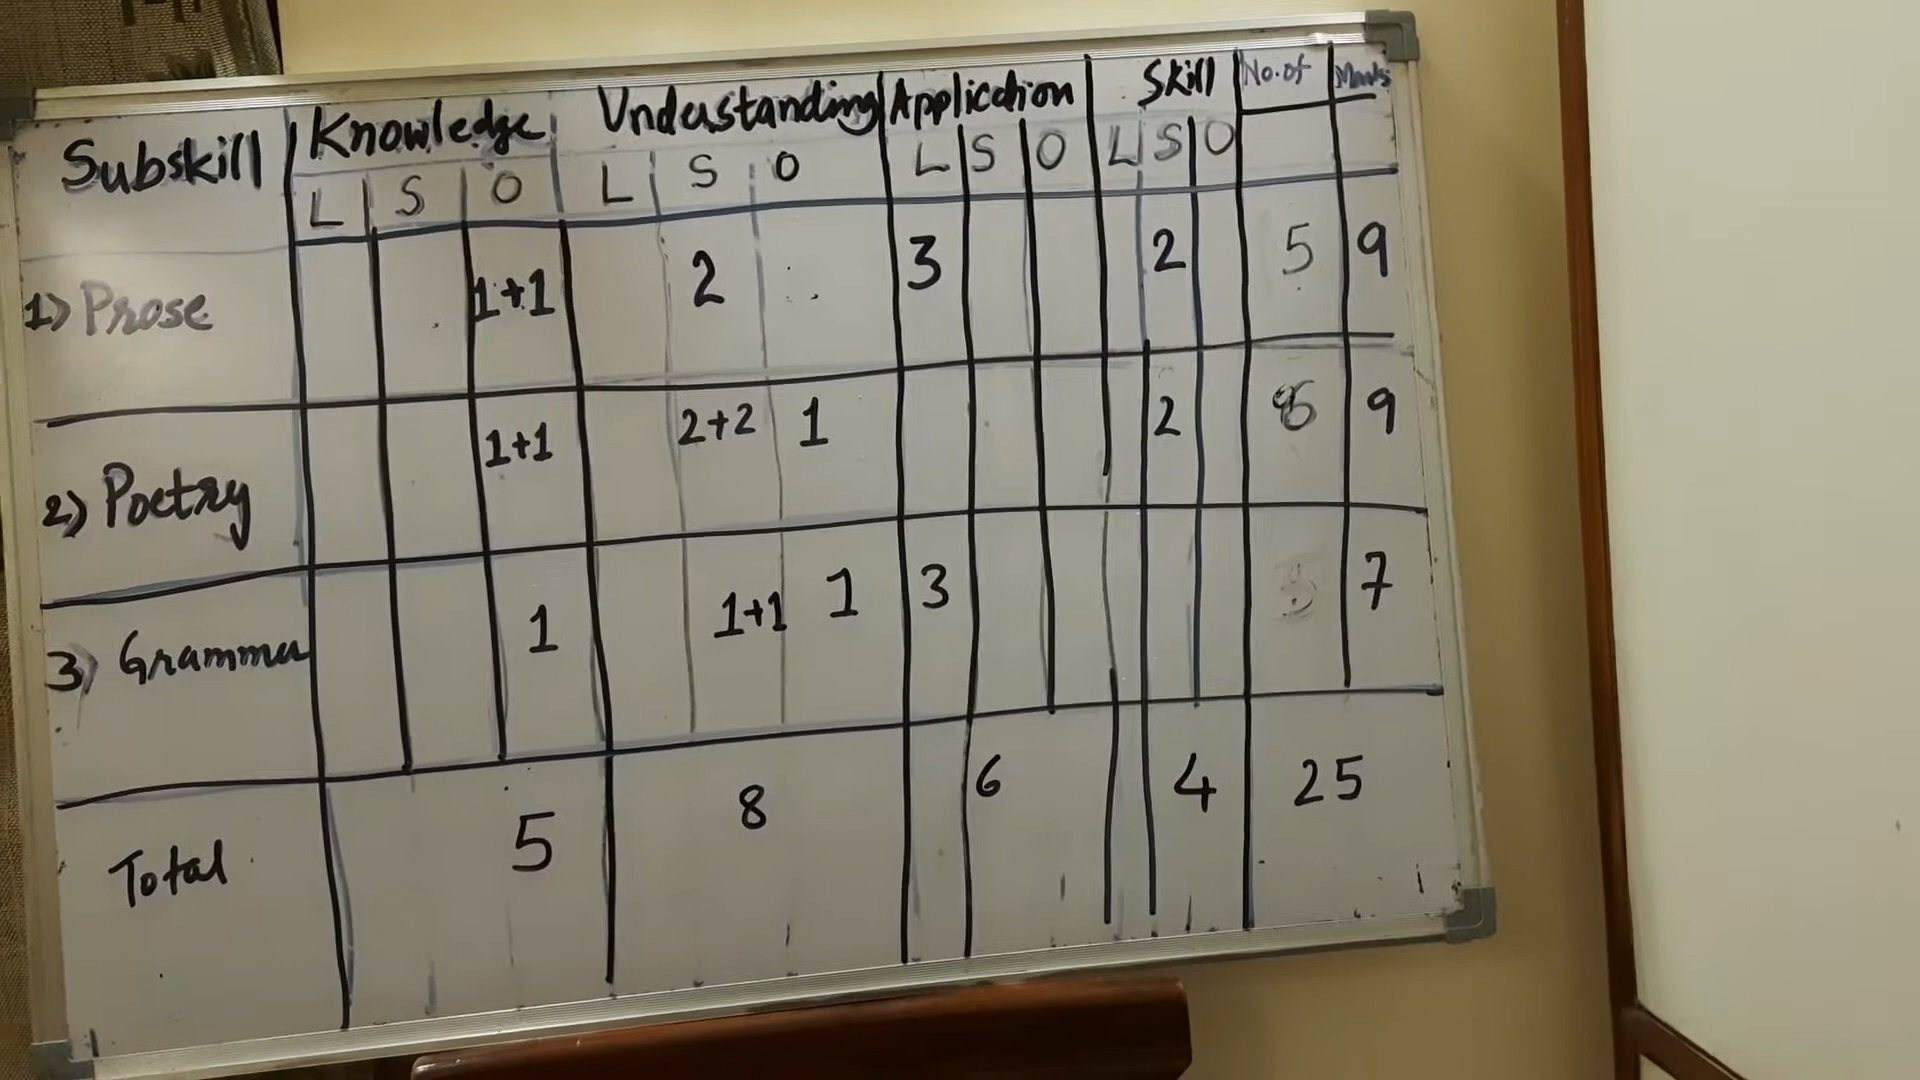 Subskill Knowledge Understanding Application Skill No. of Marks
L S O L S O L S O L S O
1) Prose 1+1 2 3 2 5 9
2) Poetry 1+1 2+2 1 2 9
3) Grammar 1 1+1 1 3 7
Total 5 8 6 4 25